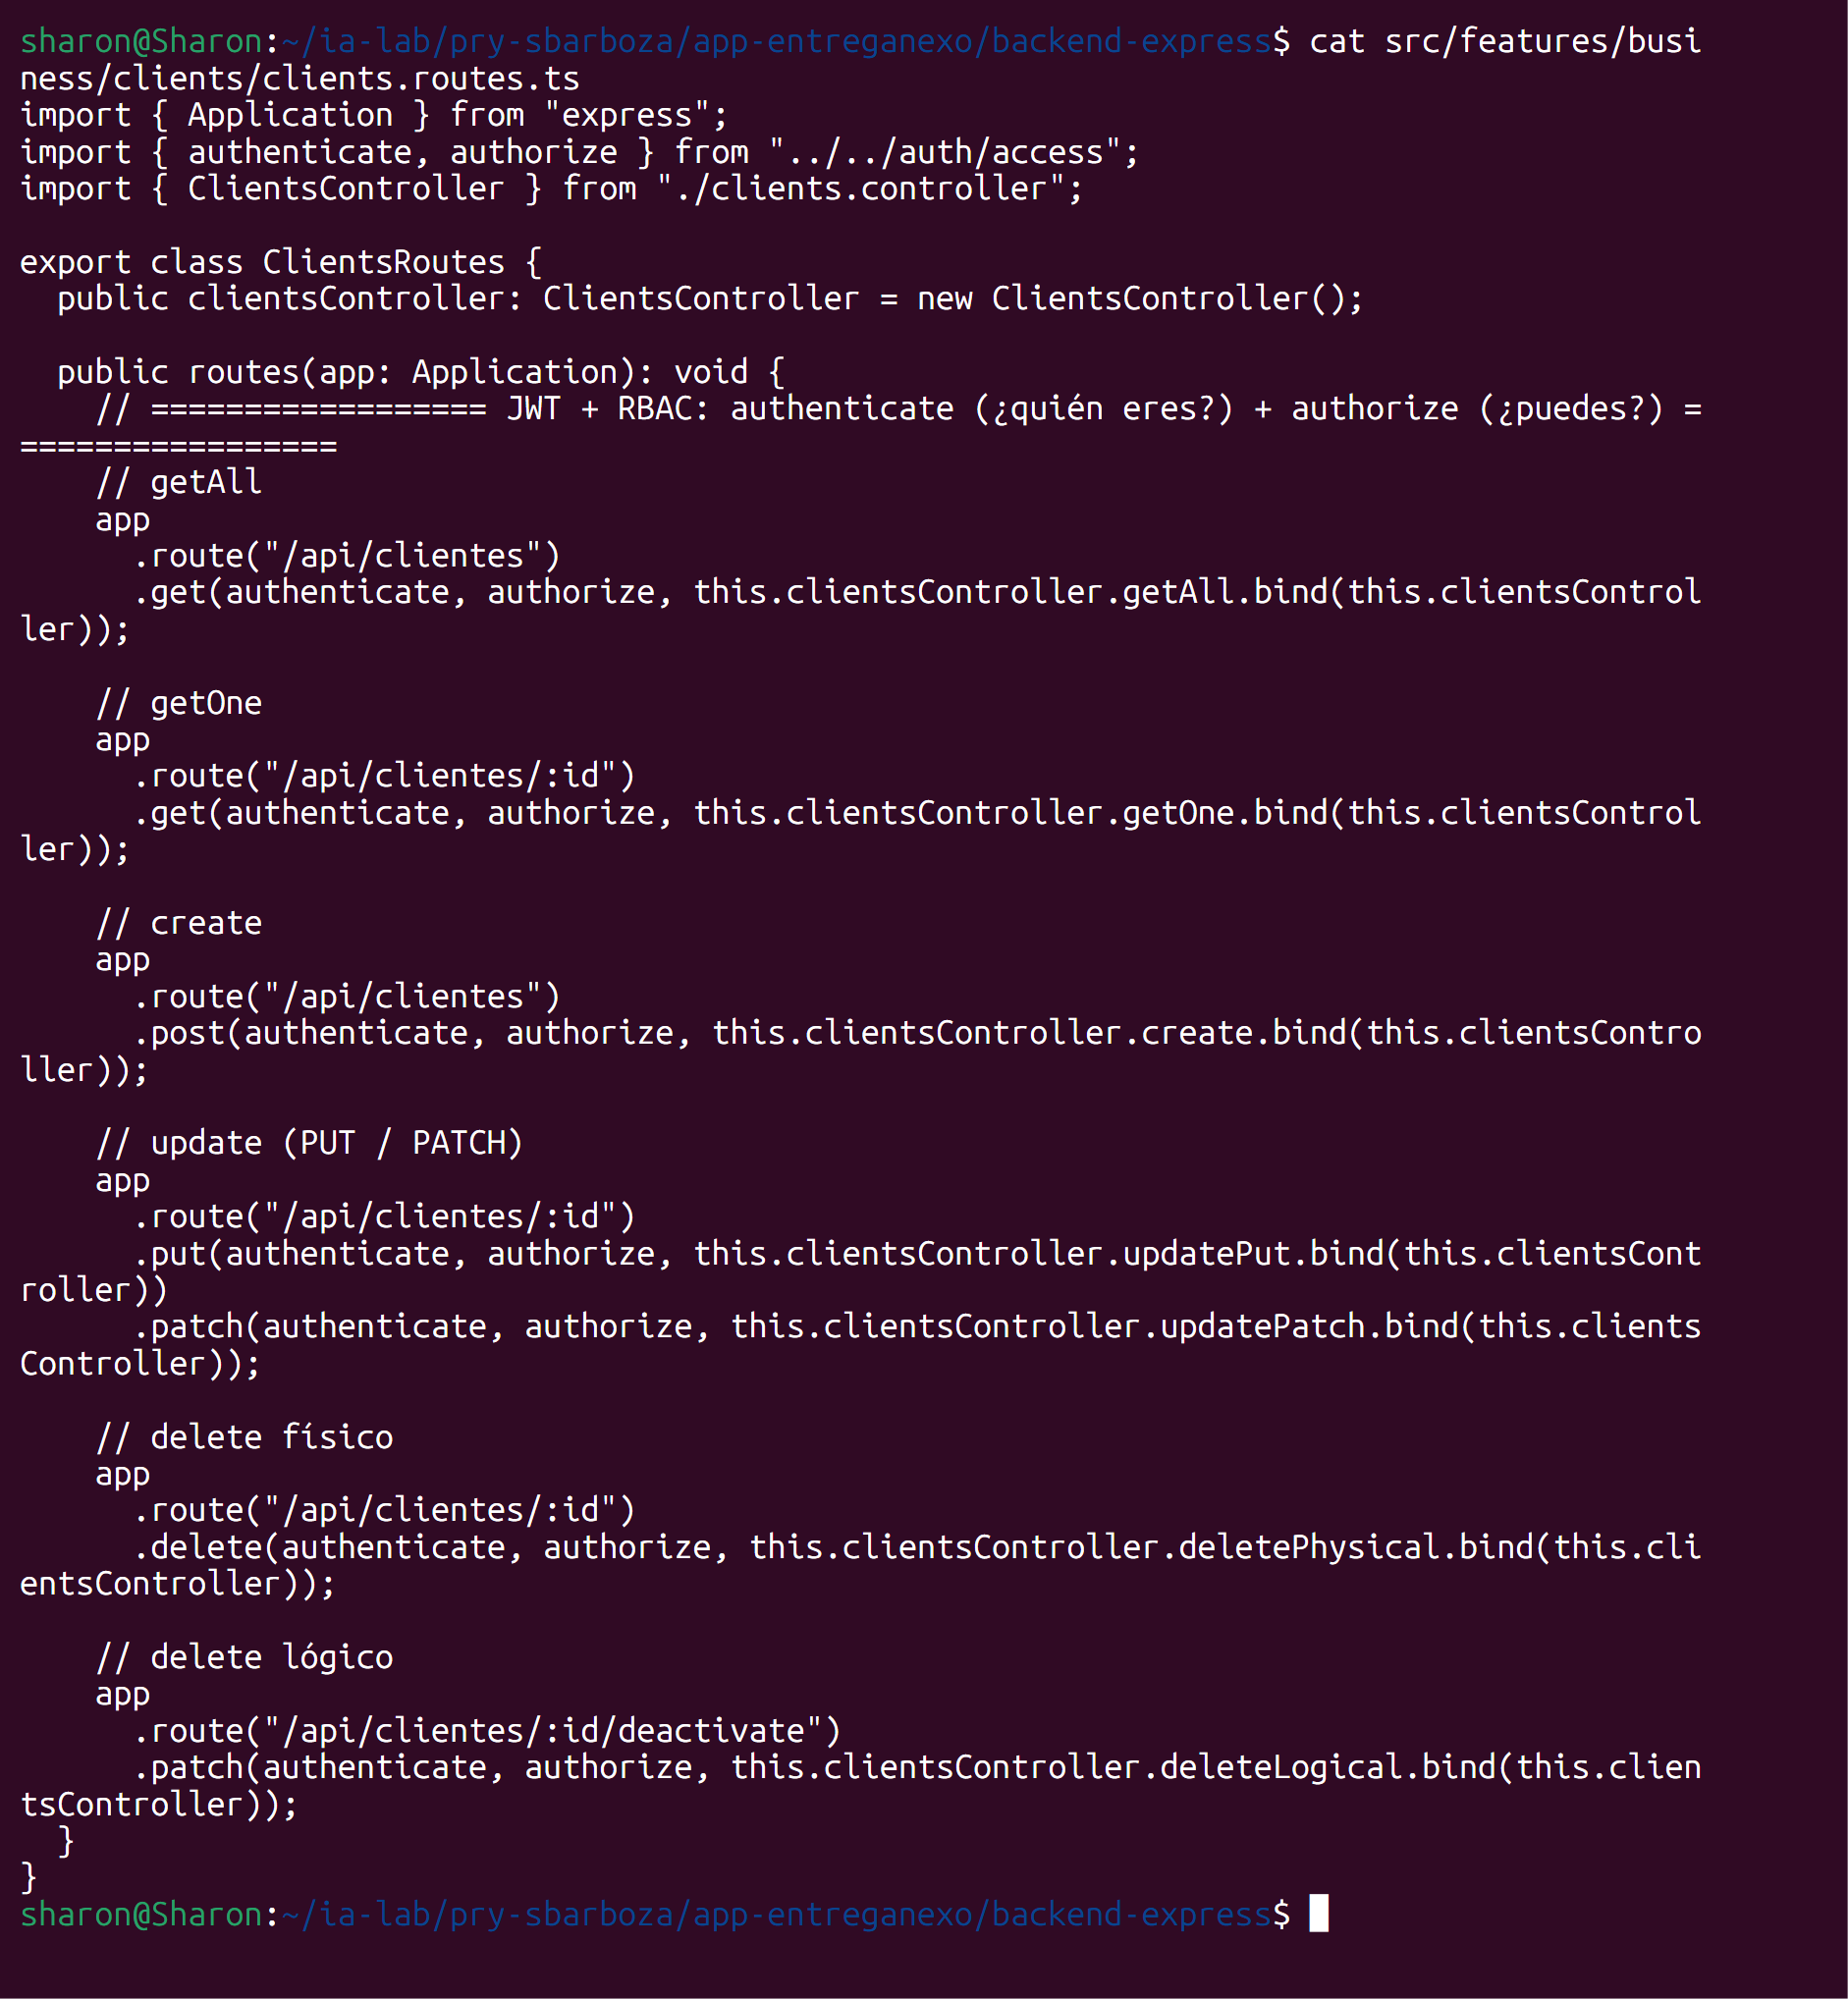 sharon@Sharon:~/ia-lab/pry-sbarboza/app-entreganexo/backend-express$ cat src/features/busi
ness/clients/clients.routes.ts
import { Application } from "express";
import { authenticate, authorize } from "../../auth/access";
import { ClientsController } from "./clients.controller";

export class ClientsRoutes {
  public clientsController: ClientsController = new ClientsController();

  public routes(app: Application): void {
    // ================== JWT + RBAC: authenticate (¿quién eres?) + authorize (¿puedes?) =
=================
    // getAll
    app
      .route("/api/clientes")
      .get(authenticate, authorize, this.clientsController.getAll.bind(this.clientsControl
ler));

    // getOne
    app
      .route("/api/clientes/:id")
      .get(authenticate, authorize, this.clientsController.getOne.bind(this.clientsControl
ler));

    // create
    app
      .route("/api/clientes")
      .post(authenticate, authorize, this.clientsController.create.bind(this.clientsContro
ller));

    // update (PUT / PATCH)
    app
      .route("/api/clientes/:id")
      .put(authenticate, authorize, this.clientsController.updatePut.bind(this.clientsCont
roller))
      .patch(authenticate, authorize, this.clientsController.updatePatch.bind(this.clients
Controller));

    // delete físico
    app
      .route("/api/clientes/:id")
      .delete(authenticate, authorize, this.clientsController.deletePhysical.bind(this.cli
entsController));

    // delete lógico
    app
      .route("/api/clientes/:id/deactivate")
      .patch(authenticate, authorize, this.clientsController.deleteLogical.bind(this.clien
tsController));
  }
}
sharon@Sharon:~/ia-lab/pry-sbarboza/app-entreganexo/backend-express$